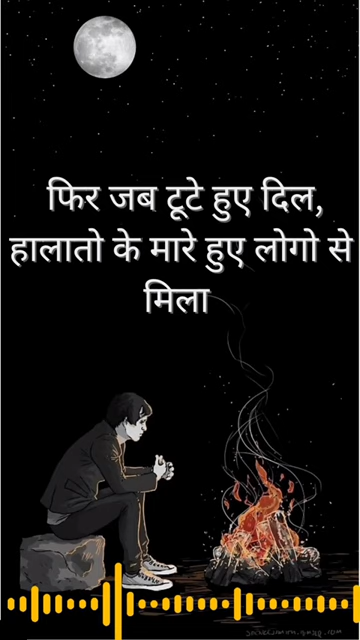 फिर जब टूटे हुए दिल,
हालातो के मारे हुए लोगो से
मिला